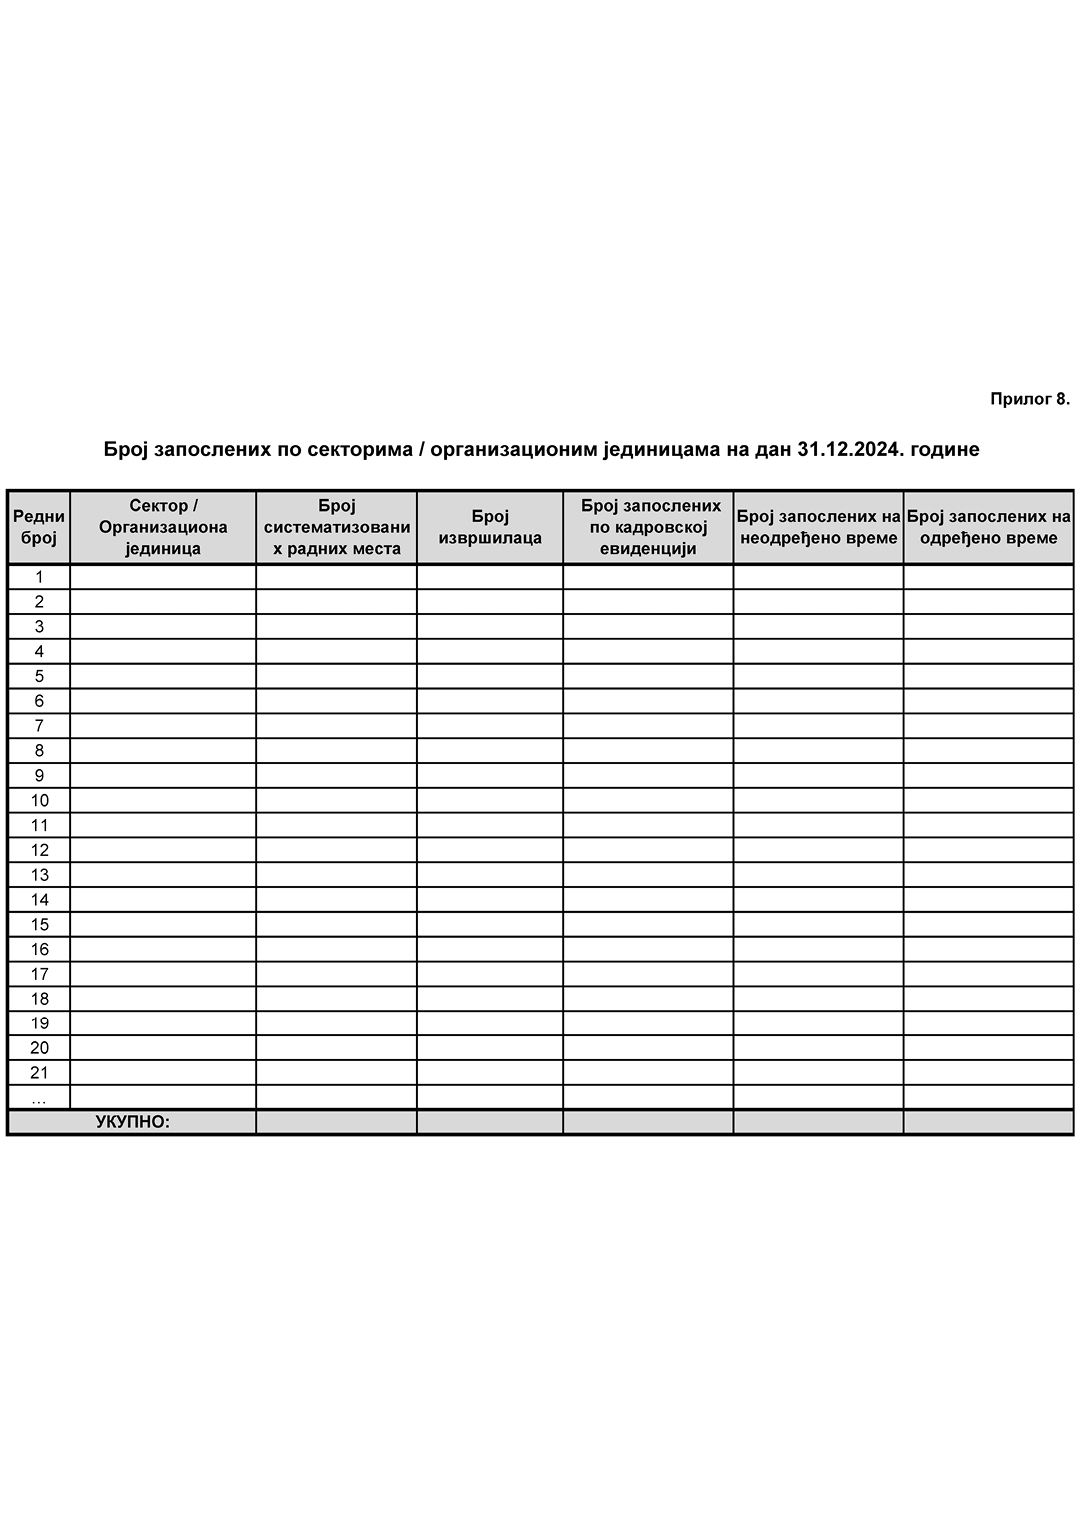 Прилог 8.
Број запослених по секторима / организационим јединицама на дан 31.12.2024. године
Редни
број
Сектор /
Организациона
јединица
Број
систематизовани
х радних места
Број
извршилаца
Број запослених
по кадровској
евиденцији
Број запослених на
неодређено време
Број запослених на
одређено време
1
2
3
4
5
6
7
8
9
10
11
12
13
14
15
16
17
18
19
20
21
...
УКУПНО: